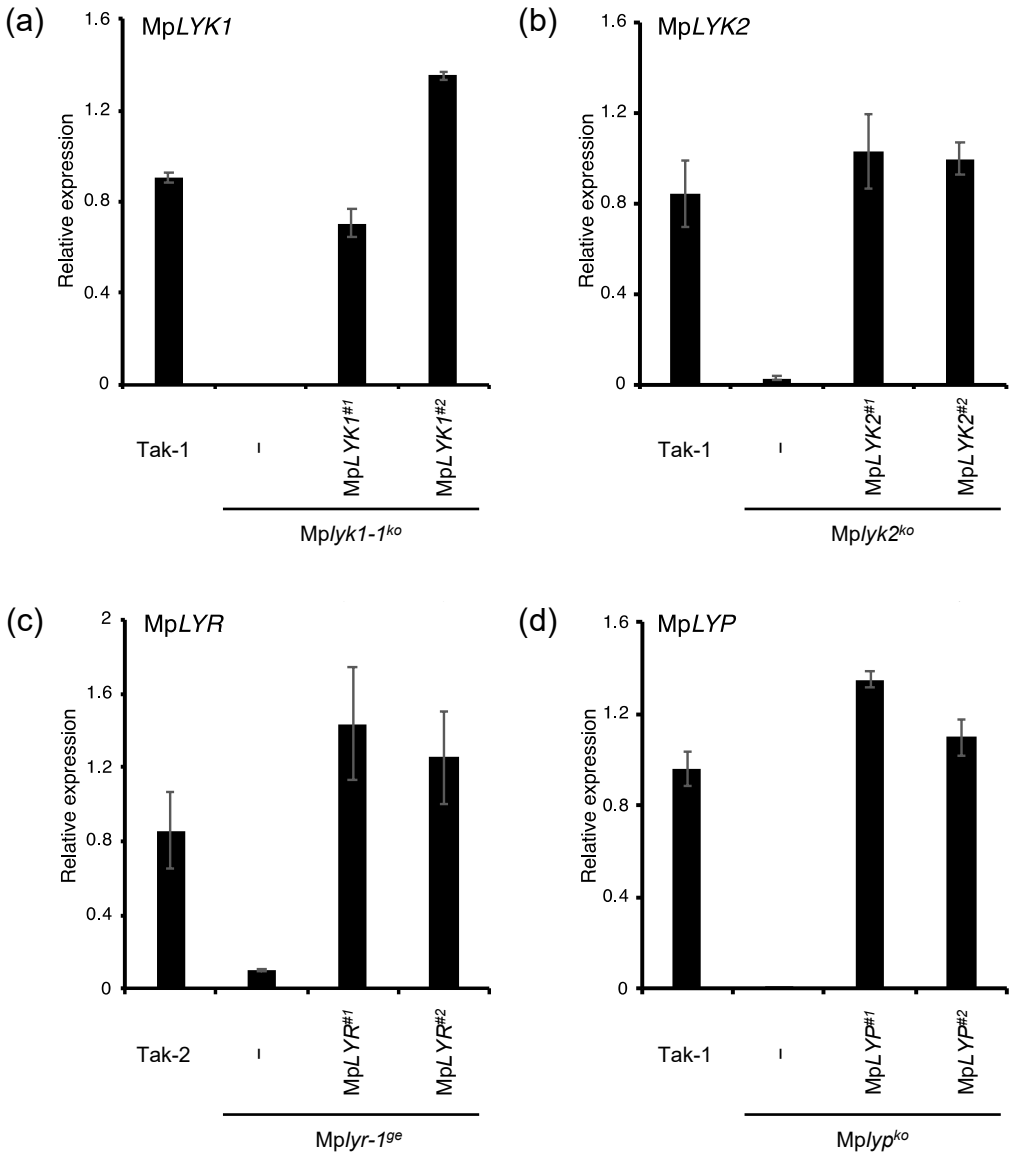 (a)
MpLYK1
Relative expression
1.6
1.2
0.8
0.4
0
Tak-1
-
MpLYK1#1
MpLYK1#2
Mplyk1-1ko
(b)
MpLYK2
Relative expression
1.6
1.2
0.8
0.4
0
Tak-1
-
MpLYK2#1
MpLYK2#2
Mplyk2ko
(c)
MpLYR
Relative expression
2
1.6
1.2
0.8
0.4
0
Tak-2
-
MpLYR#1
MpLYR#2
Mplyr-1ge
(d)
MpLYP
Relative expression
1.6
1.2
0.8
0.4
0
Tak-1
-
MpLYP#1
MpLYP#2
Mplypko